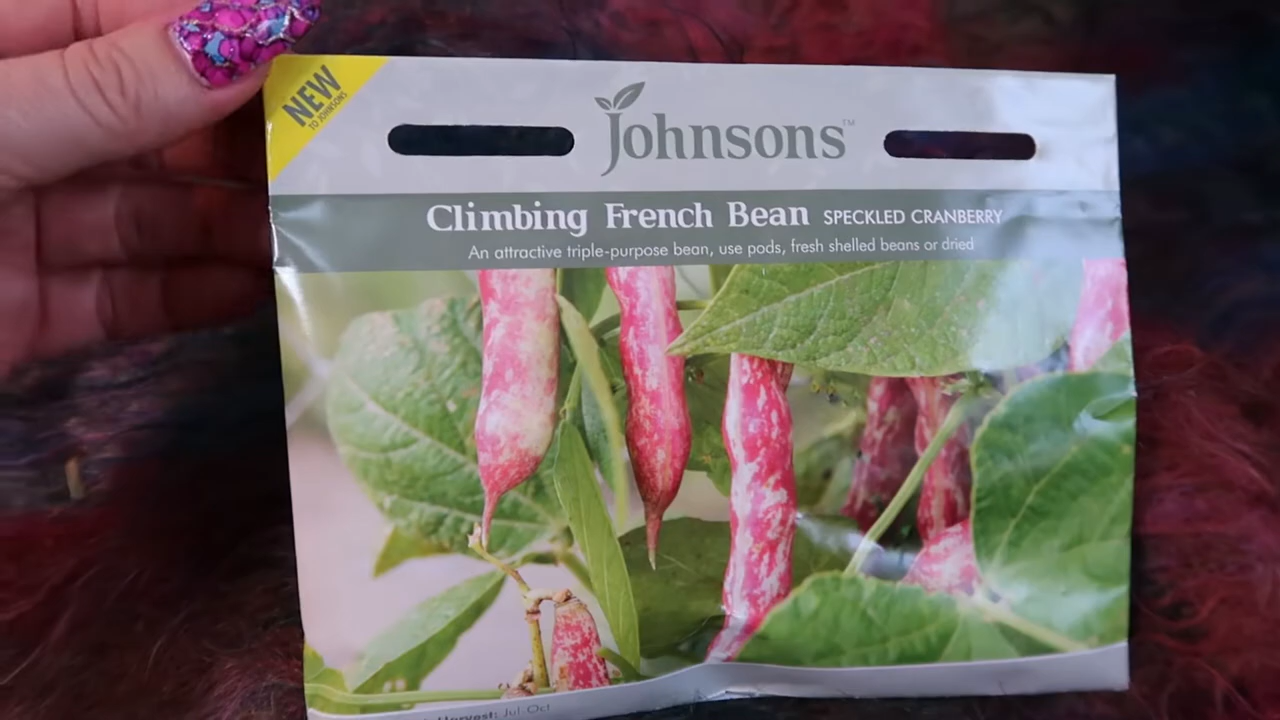 NEW
TO JOHNSONS
Johnsons™
Climbing French Bean SPECKLED CRANBERRY
An attractive triple-purpose bean, use pods, fresh shelled beans or dried
Harvest: Jul-Oct